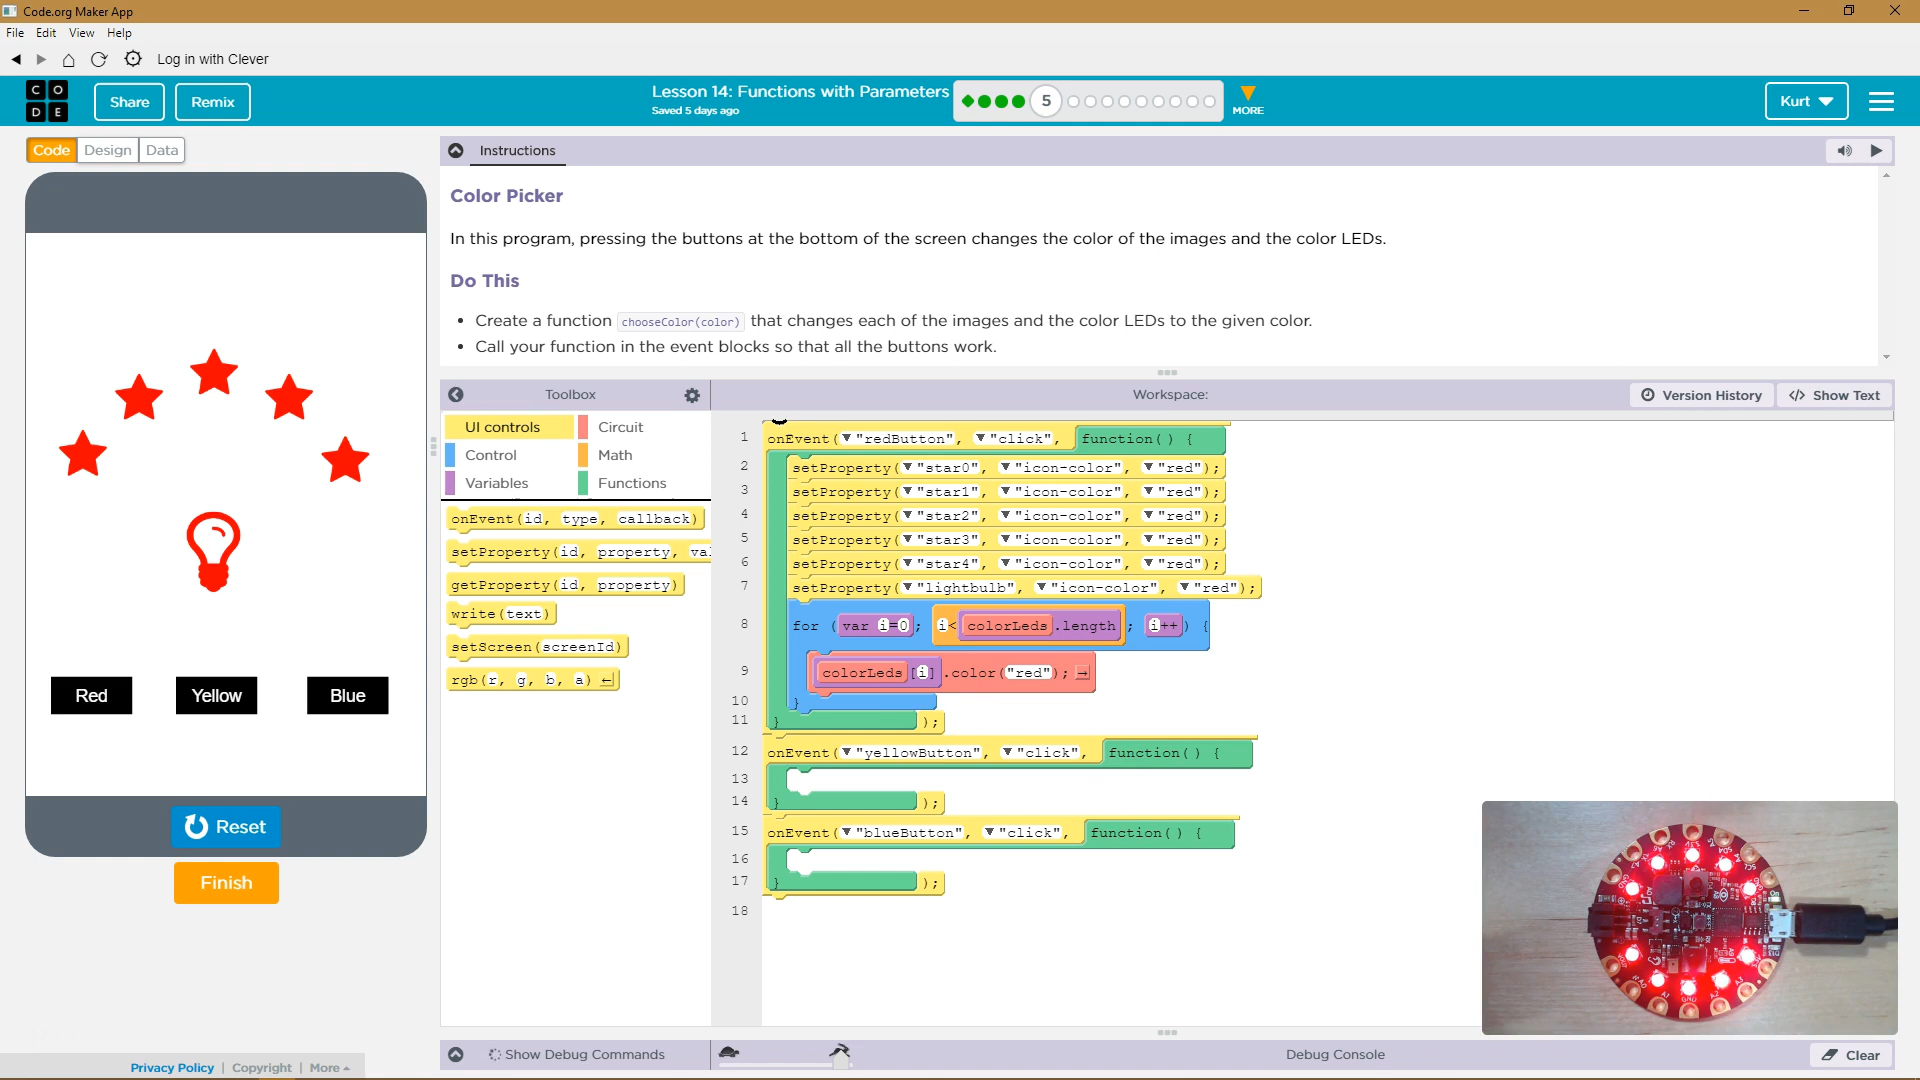 Code.org Maker App
File Edit View Help
Log in with Clever
CO
DE
Share
Remix
Lesson 14: Functions with Parameters
Saved 5 days ago
5
MORE
Kurt
Code Design Data
Instructions
Color Picker
In this program, pressing the buttons at the bottom of the screen changes the color of the images and the color LEDs.
Do This
• Create a function chooseColor(color) that changes each of the images and the color LEDs to the given color.
• Call your function in the event blocks so that all the buttons work.
Red
Yellow
Blue
Reset
Finish
Toolbox
UI controls
Circuit
Control
Math
Variables
Functions
onEvent(id, type, callback)
setProperty(id, property, val
getProperty(id, property)
write(text)
setScreen(screenId)
rgb(r, g, b, a) ←
Workspace:
Version History
</> Show Text
1 onEvent(▼"redButton", ▼"click", function() {
2 setProperty(▼"star0", ▼"icon-color", ▼"red");
3 setProperty(▼"star1", ▼"icon-color", ▼"red");
4 setProperty(▼"star2", ▼"icon-color", ▼"red");
5 setProperty(▼"star3", ▼"icon-color", ▼"red");
6 setProperty(▼"star4", ▼"icon-color", ▼"red");
7 setProperty(▼"lightbulb", ▼"icon-color", ▼"red");
8 for (var i=0; i<colorLeds.length; i++) {
9 colorLeds[i].color("red"); →
10 }
11 });
12 onEvent(▼"yellowButton", ▼"click", function() {
13
14 });
15 onEvent(▼"blueButton", ▼"click", function() {
16
17 });
18
Show Debug Commands
Debug Console
Clear
Privacy Policy | Copyright | More